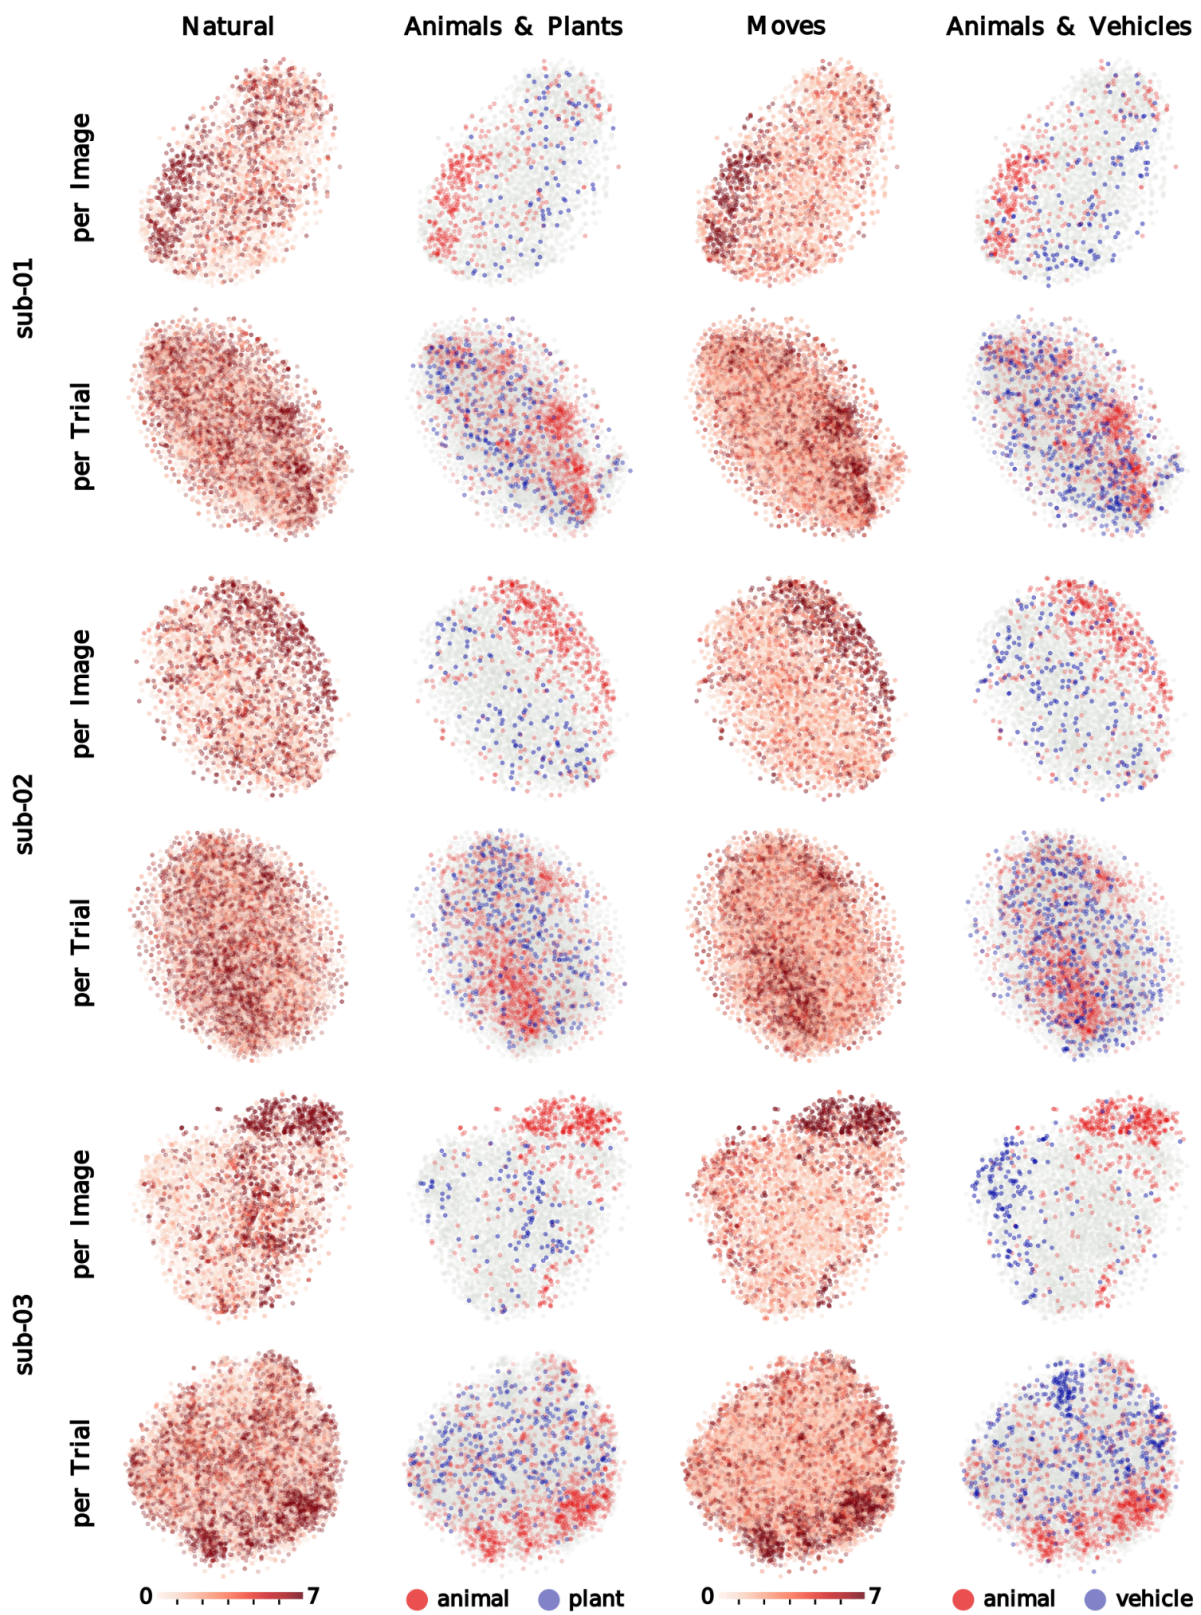 Natural Animals & Plants Moves Animals & Vehicles
sub-01
per Image
per Trial
sub-02
per Image
per Trial
sub-03
per Image
per Trial
0 7 animal plant 0 7 animal vehicle